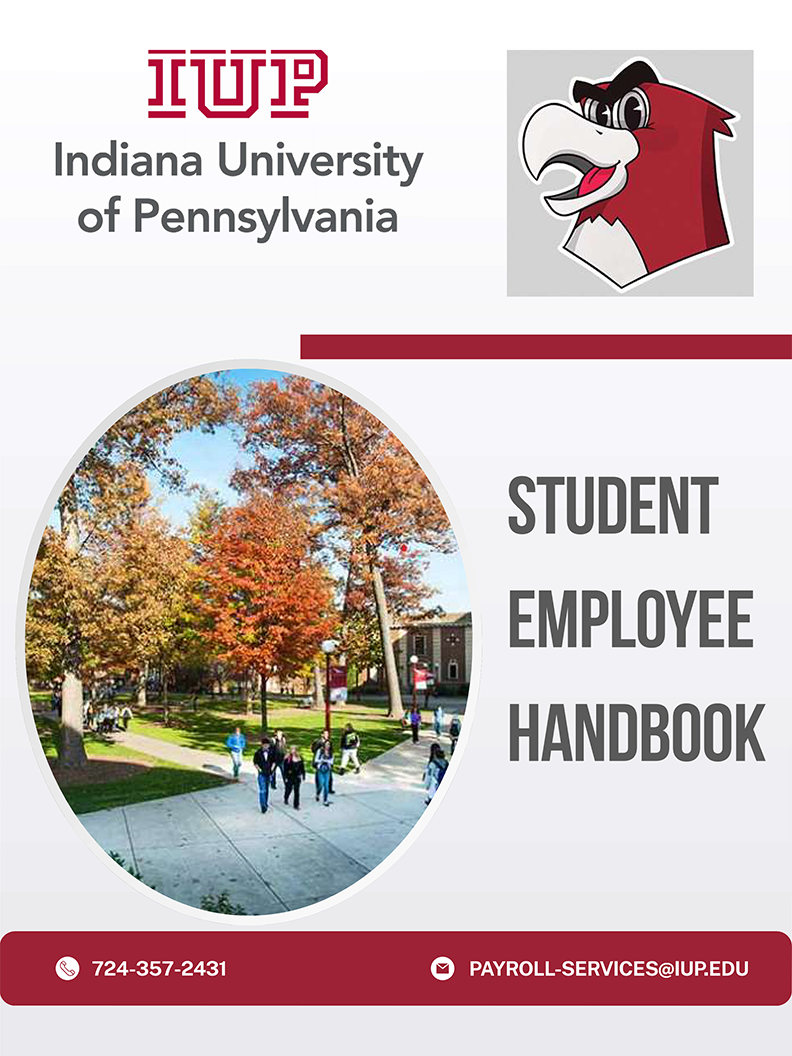 IUP
Indiana University
of Pennsylvania
STUDENT
EMPLOYEE
HANDBOOK
724-357-2431
PAYROLL-SERVICES@IUP.EDU